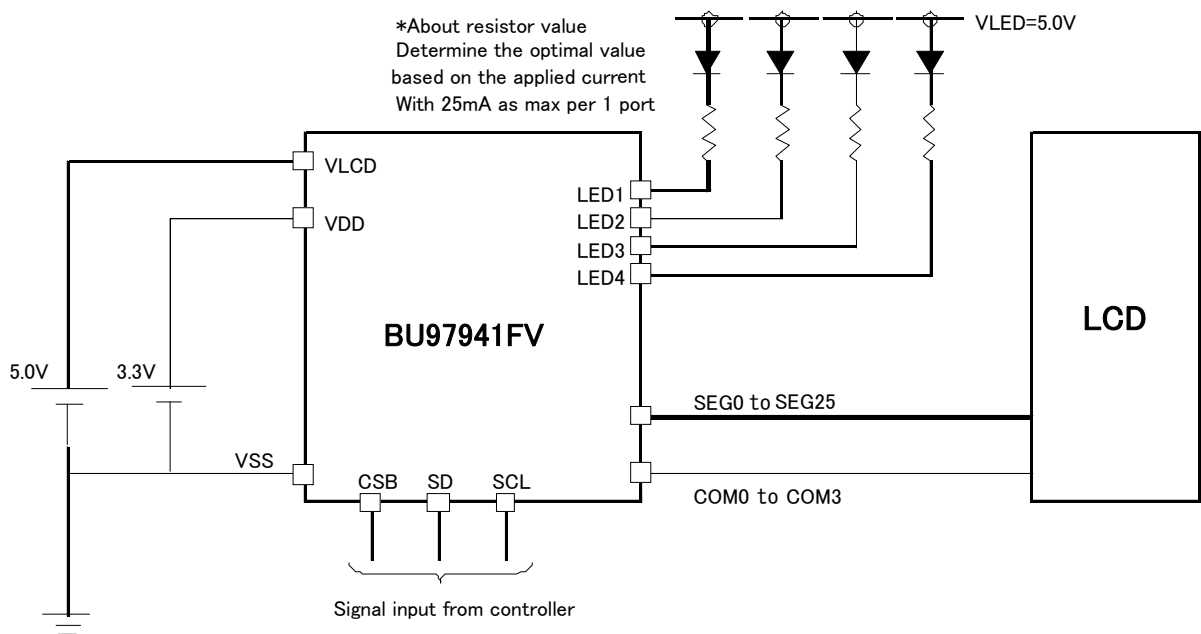 *About resistor value
Determine the optimal value
based on the applied current
With 25mA as max per 1 port
VLED=5.0V
VLCD
VDD
LED1
LED2
LED3
LED4
BU97941FV
LCD
5.0V
3.3V
SEG0 to SEG25
VSS
CSB
SD
SCL
COM0 to COM3
Signal input from controller